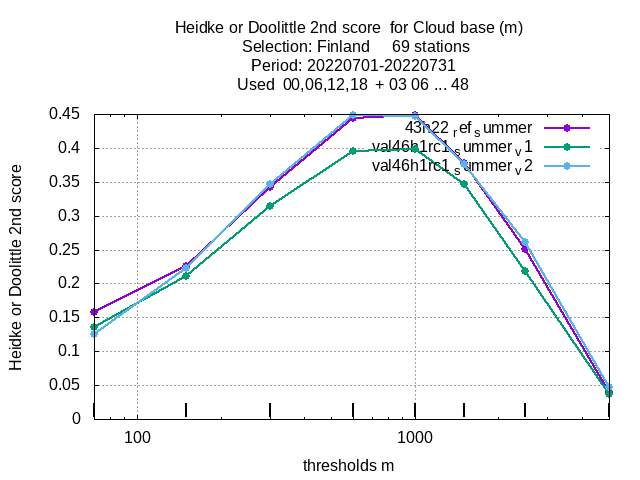 Heidke or Doolittle 2nd score  for Cloud base (m)
Selection: Finland     69 stations
Period: 20220701-20220731
Used  00,06,12,18  + 03 06 ... 48
0.45
0.4
0.35
0.3
0.25
0.2
0.15
0.1
0.05
0
Heidke or Doolittle 2nd score
43h22_ref_summer
val46h1rc1_summer_v1
val46h1rc1_summer_v2
100
1000
thresholds m